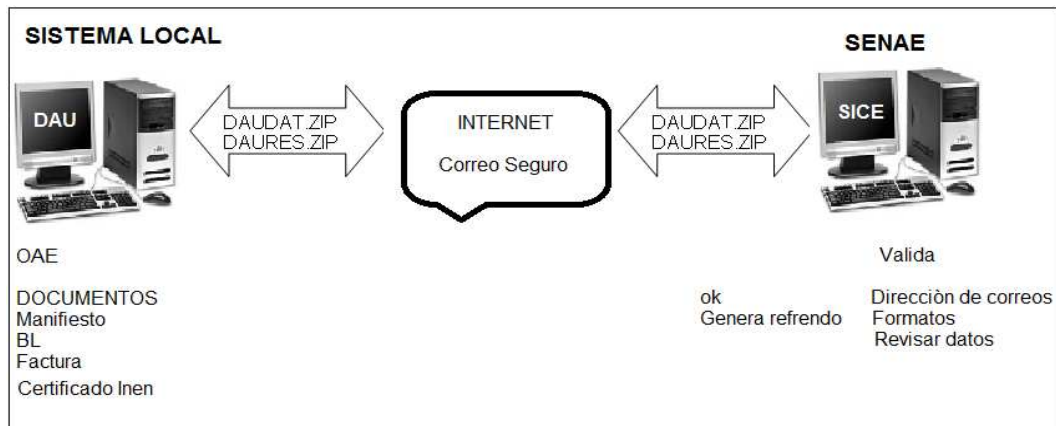 SISTEMA LOCAL
SENAE
DAU
DAUDAT.ZIP
DAURES.ZIP
INTERNET
Correo Seguro
DAUDAT.ZIP
DAURES.ZIP
SICE
OAE
DOCUMENTOS
Manifiesto
BL
Factura
Certificado Inen
Valida
ok
Genera refrendo
Direcciòn de correos
Formatos
Revisar datos